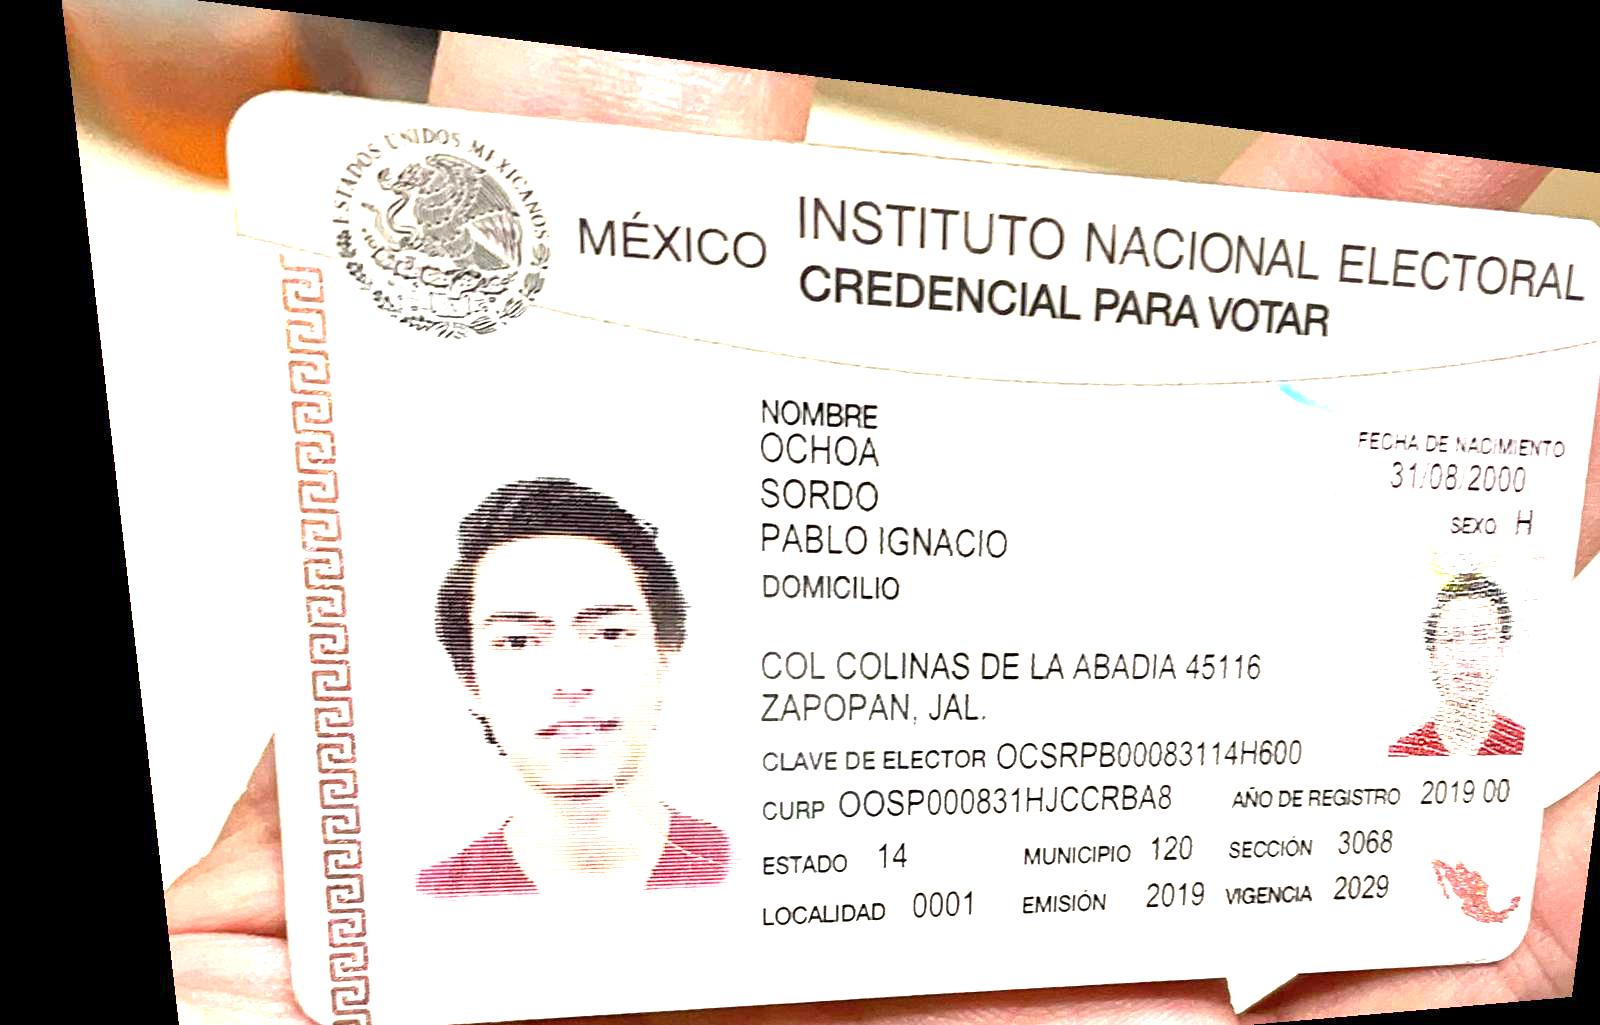 ESTADOS UNIDOS MEXICANOS
MÉXICO
INSTITUTO NACIONAL ELECTORAL
CREDENCIAL PARA VOTAR
NOMBRE
OCHOA
SORDO
PABLO IGNACIO
FECHA DE NACIMIENTO
31/08/2000
SEXO H
DOMICILIO
COL COLINAS DE LA ABADIA 45116
ZAPOPAN, JAL.
CLAVE DE ELECTOR OCSRPB00083114H600
CURP OOSP000831HJCCRBA8 AÑO DE REGISTRO 2019 00
ESTADO 14 MUNICIPIO 120 SECCIÓN 3068
LOCALIDAD 0001 EMISIÓN 2019 VIGENCIA 2029